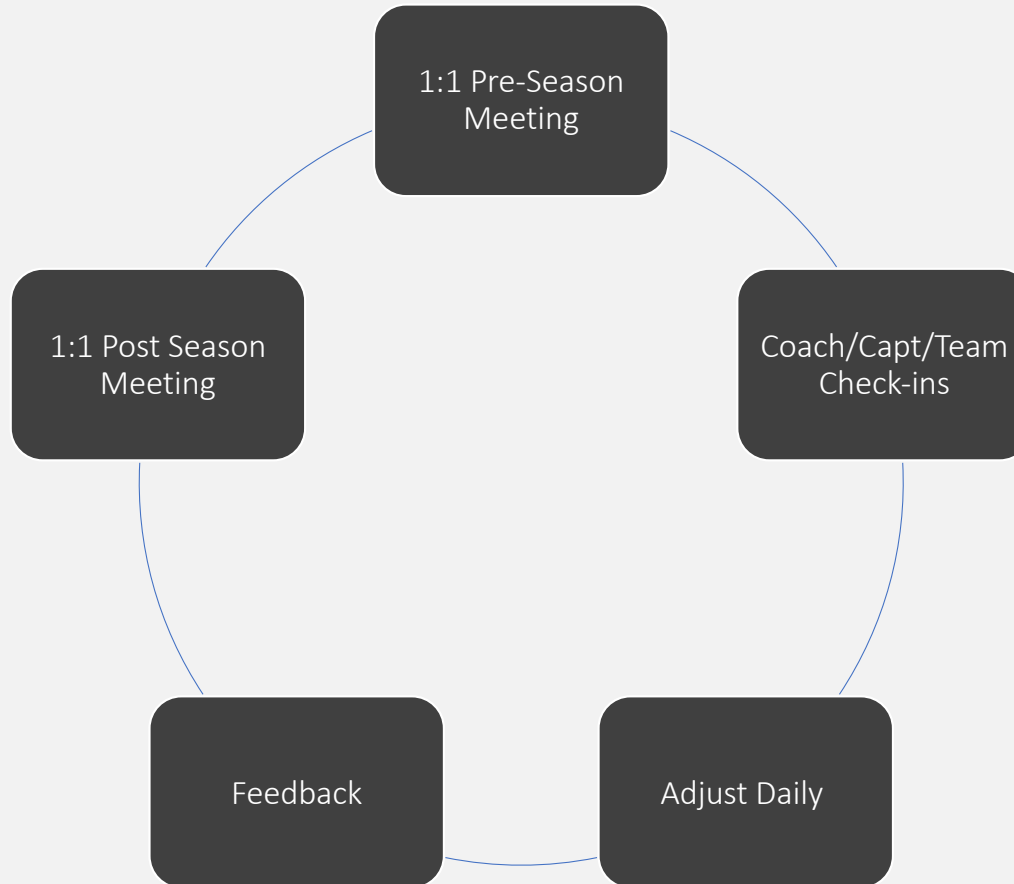 1:1 Pre-Season
Meeting
Coach/Capt/Team
Check-ins
Adjust Daily
Feedback
1:1 Post Season
Meeting